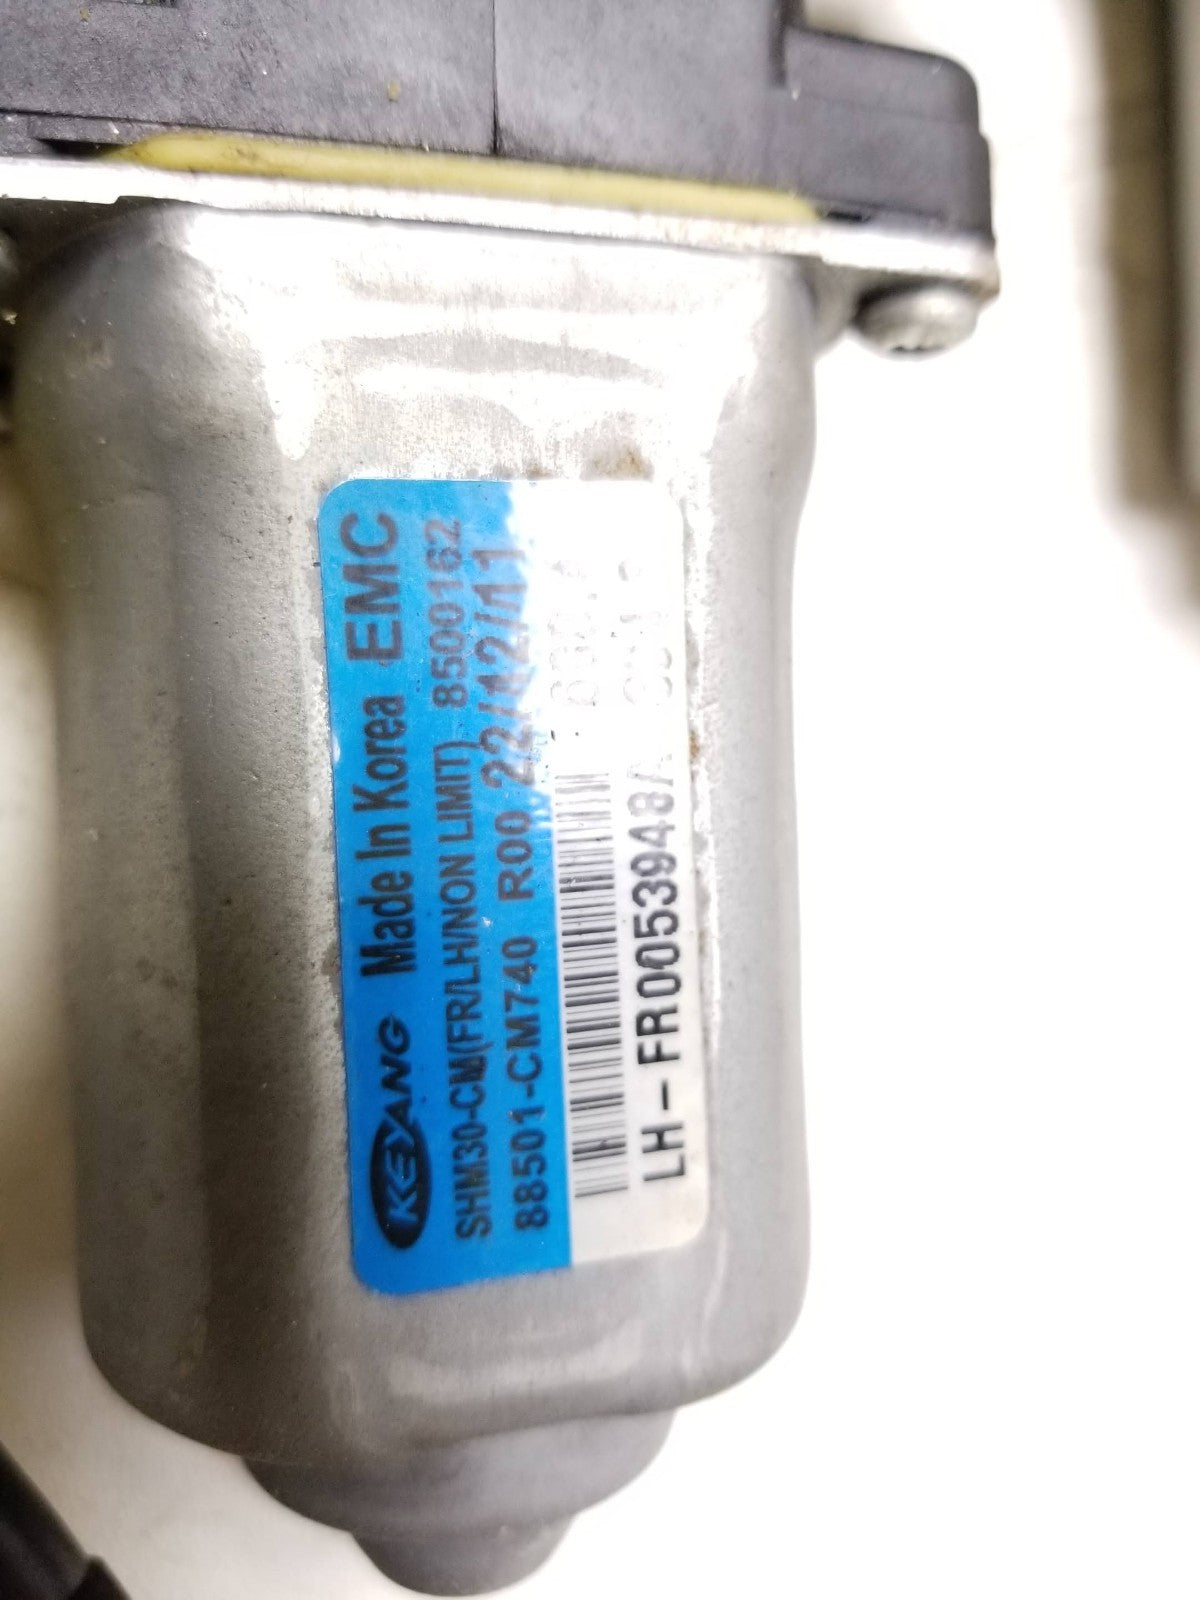 KEYANG Made In Korea EMC
SHM30-CM(FR/LH/NON LIMIT) 8500162
88501-CM740 R00 22/12/11
LH-FR0053948A